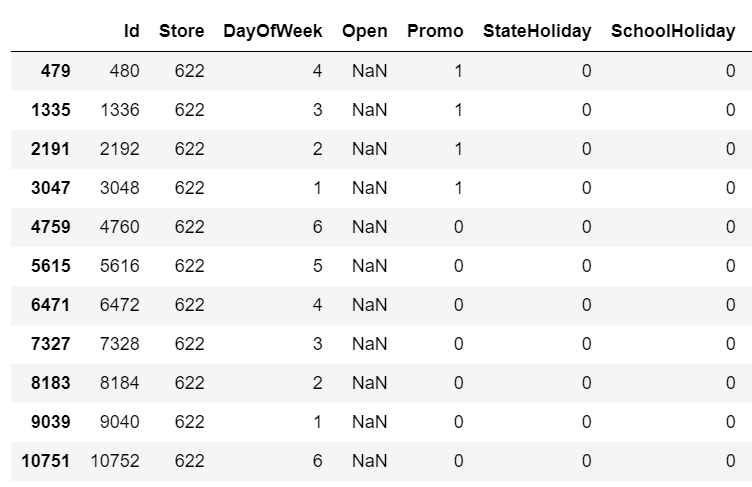 Id Store DayOfWeek Open Promo StateHoliday SchoolHoliday
479 480 622 4 NaN 1 0 0
1335 1336 622 3 NaN 1 0 0
2191 2192 622 2 NaN 1 0 0
3047 3048 622 1 NaN 1 0 0
4759 4760 622 6 NaN 0 0 0
5615 5616 622 5 NaN 0 0 0
6471 6472 622 4 NaN 0 0 0
7327 7328 622 3 NaN 0 0 0
8183 8184 622 2 NaN 0 0 0
9039 9040 622 1 NaN 0 0 0
10751 10752 622 6 NaN 0 0 0